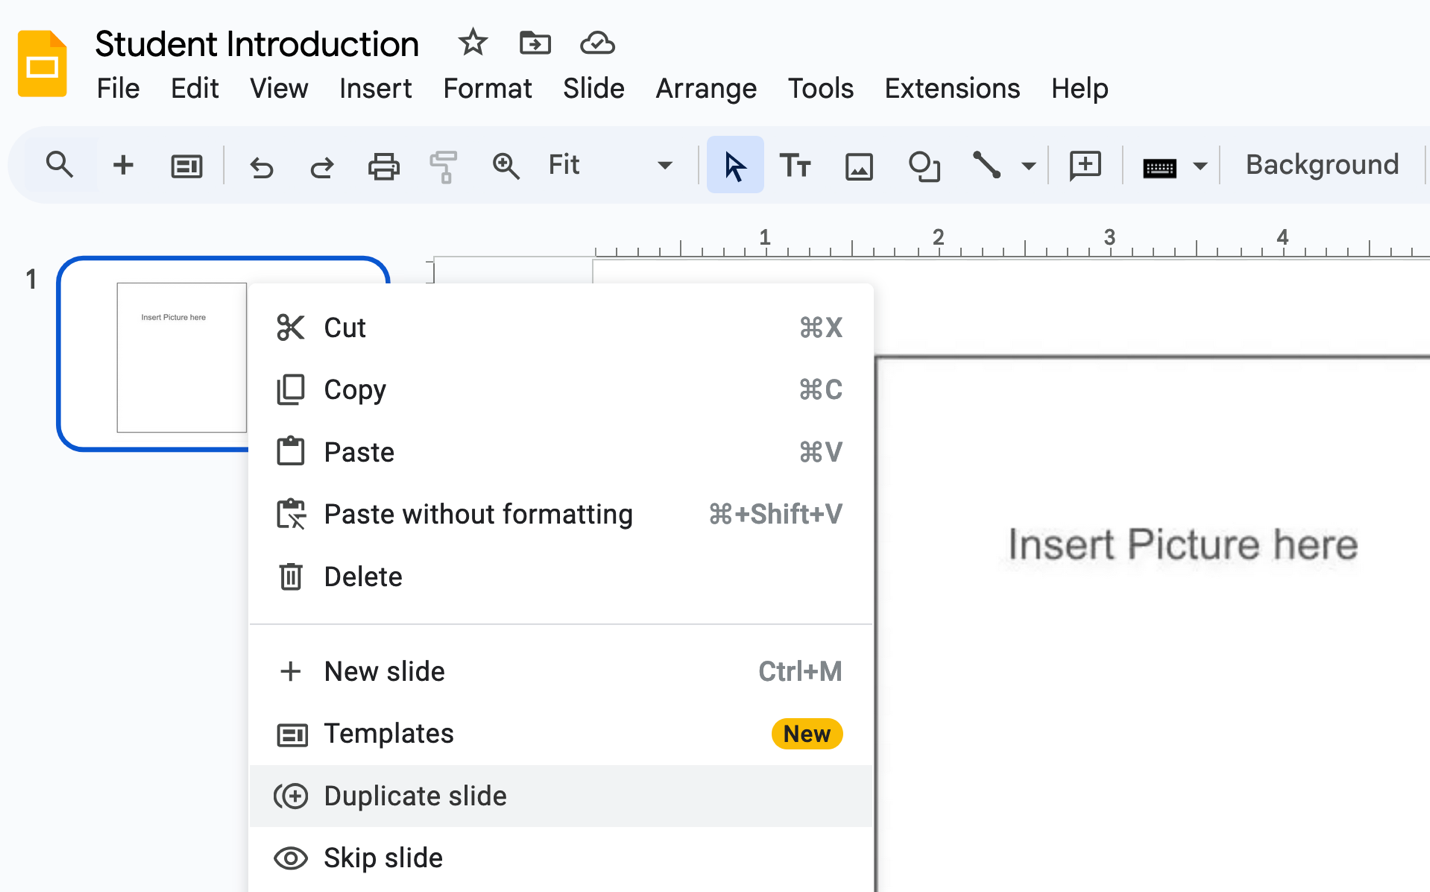 Student Introduction
File Edit View Insert Format Slide Arrange Tools Extensions Help
Fit Background
1 2 3 4
1
Insert Picture here
Cut ⌘X
Copy ⌘C
Paste ⌘V
Paste without formatting ⌘+Shift+V
Insert Picture here
Delete
New slide Ctrl+M
Templates New
Duplicate slide
Skip slide